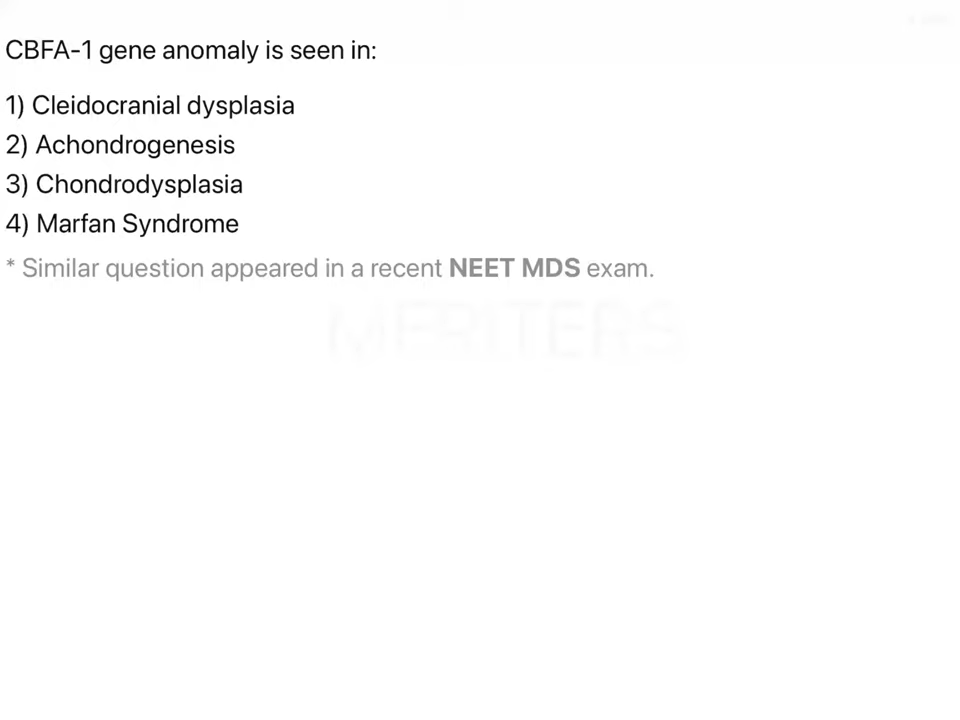 CBFA-1 gene anomaly is seen in:
1) Cleidocranial dysplasia
2) Achondrogenesis
3) Chondrodysplasia
4) Marfan Syndrome
* Similar question appeared in a recent NEET MDS exam.
MERITERS